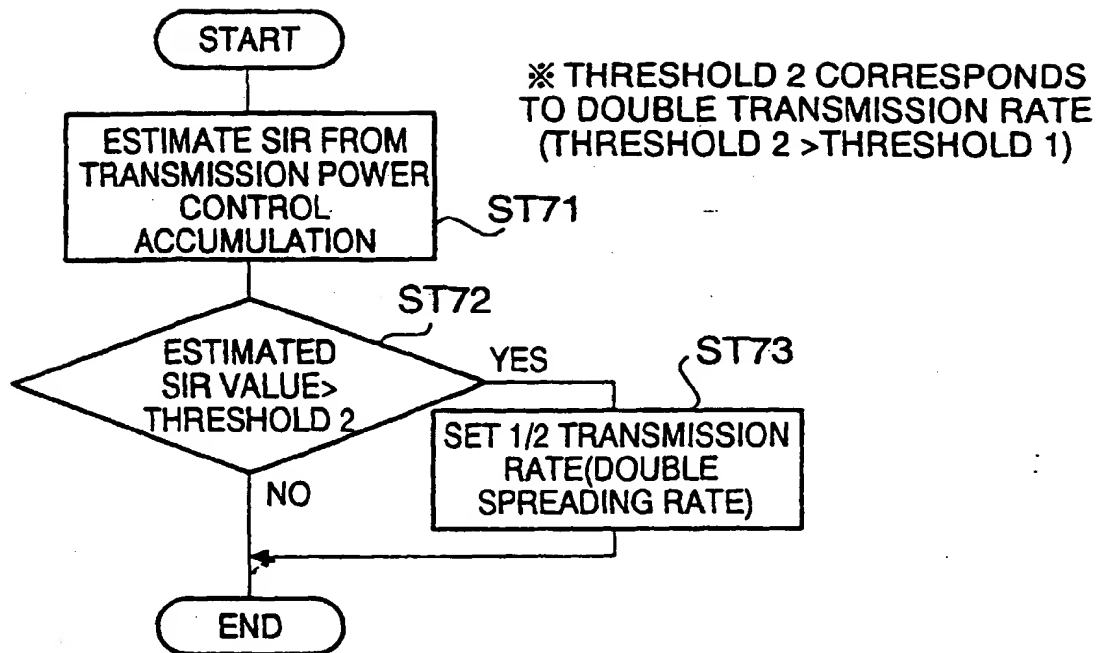 START
※ THRESHOLD 2 CORRESPONDS
TO DOUBLE TRANSMISSION RATE
(THRESHOLD 2 >THRESHOLD 1)
ESTIMATE SIR FROM
TRANSMISSION POWER
CONTROL
ACCUMULATION
ST71
ST72
ESTIMATED
SIR VALUE>
THRESHOLD 2
YES
ST73
SET 1/2 TRANSMISSION
RATE(DOUBLE
SPREADING RATE)
NO
END